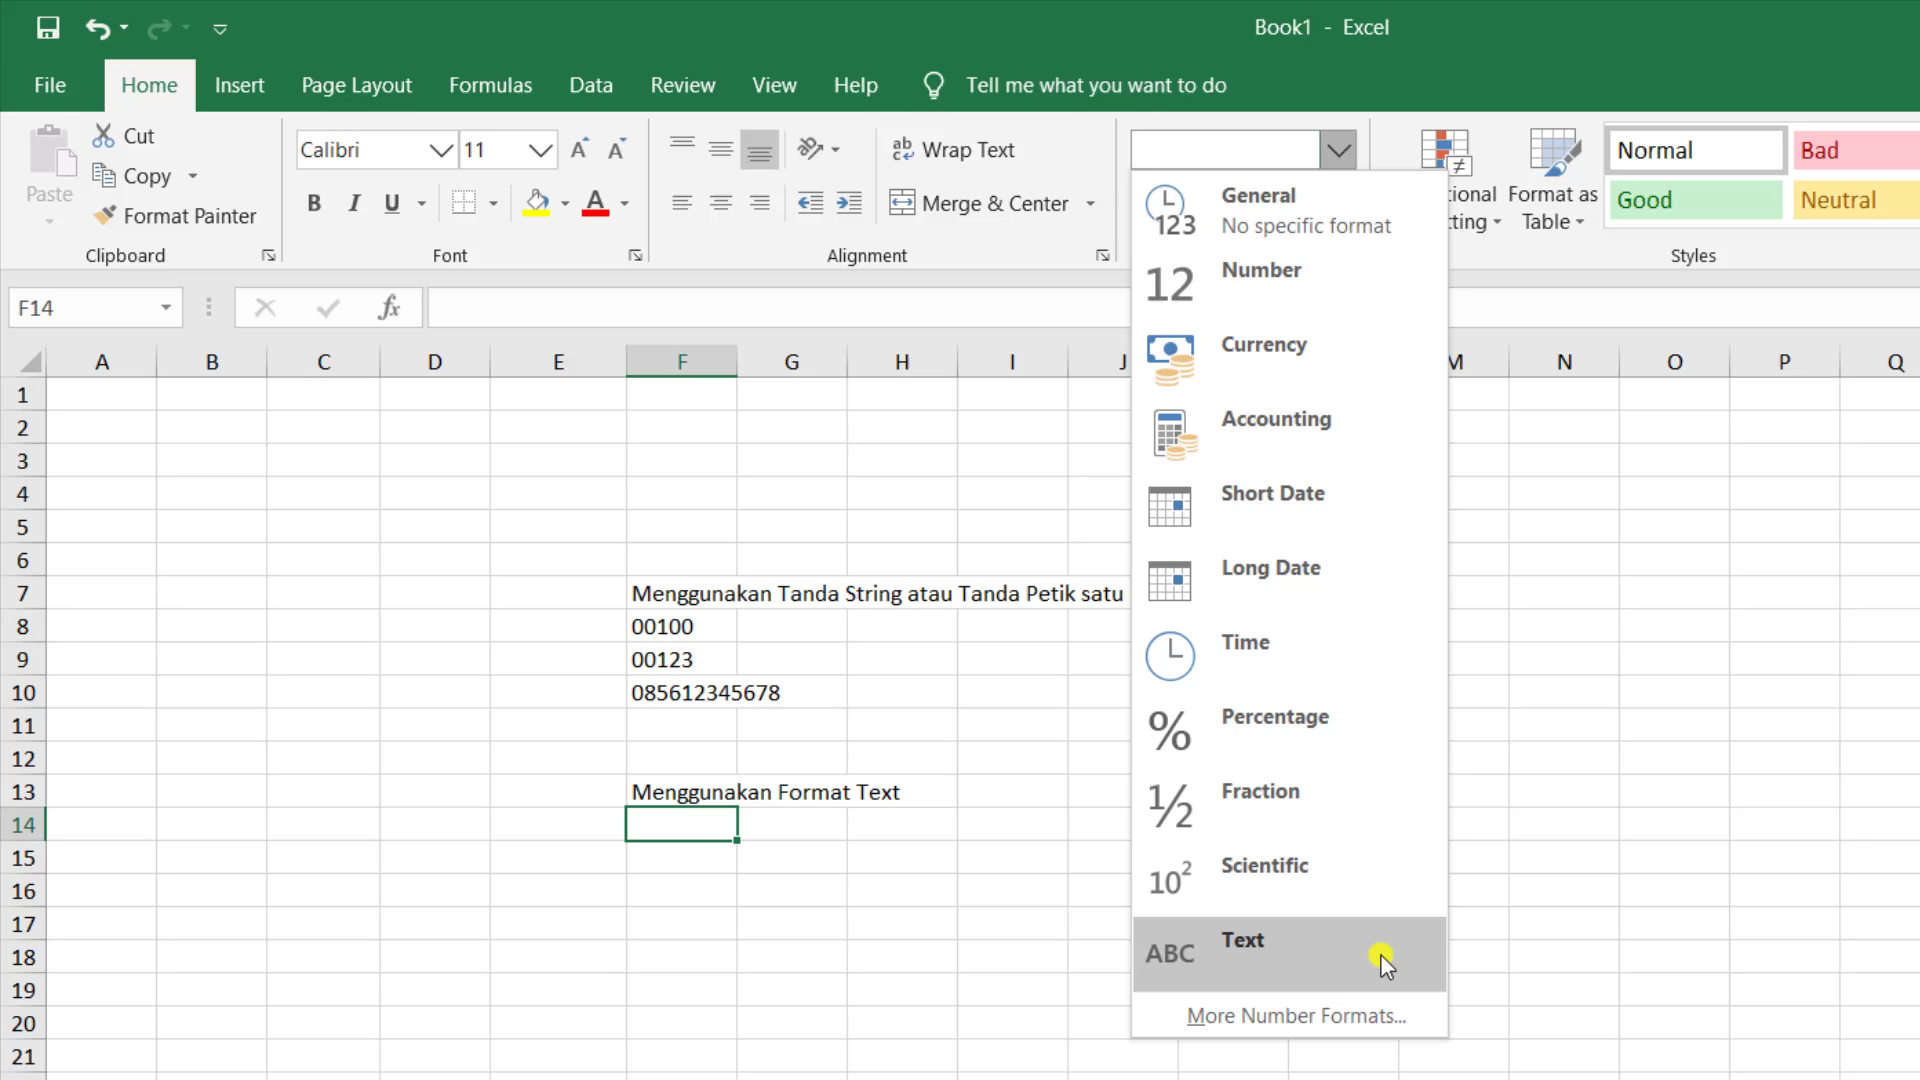 Book1 - Excel
File Home Insert Page Layout Formulas Data Review View Help Tell me what you want to do
Paste
Cut
Copy
Format Painter
Clipboard
Calibri 11
B I U
Font
Wrap Text
Merge & Center
Alignment
Format as Table
Normal Bad
Good Neutral
Styles
F14 fx
A B C D E F G H I J M N O P Q
1
2
3
4
5
6
7 Menggunakan Tanda String atau Tanda Petik satu
8 00100
9 00123
10 085612345678
11
12
13 Menggunakan Format Text
14
15
16
17
18
19
20
21
123 General
No specific format
12 Number
Currency
Accounting
Short Date
Long Date
Time
% Percentage
½ Fraction
10² Scientific
ABC Text
More Number Formats...